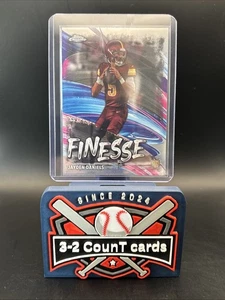 FINESSE
JAYDEN DANIELS
SINCE 2024
3-2 Count cards